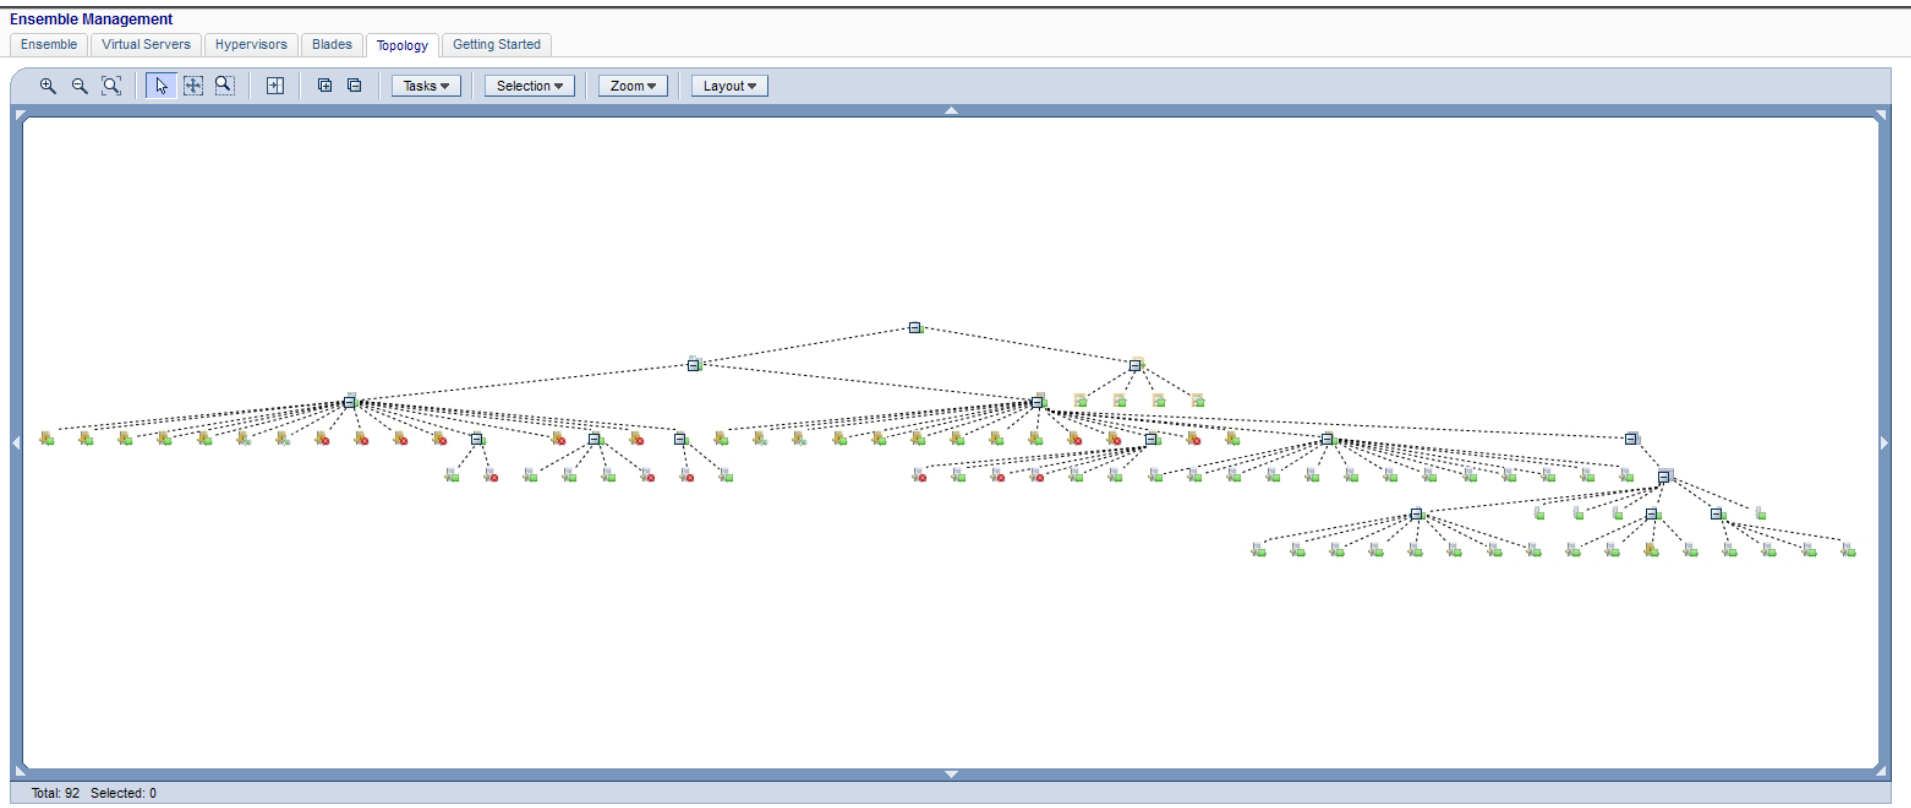 Ensemble Management
Ensemble Virtual Servers Hypervisors Blades Topology Getting Started
Tasks Selection Zoom Layout
Total: 92 Selected: 0